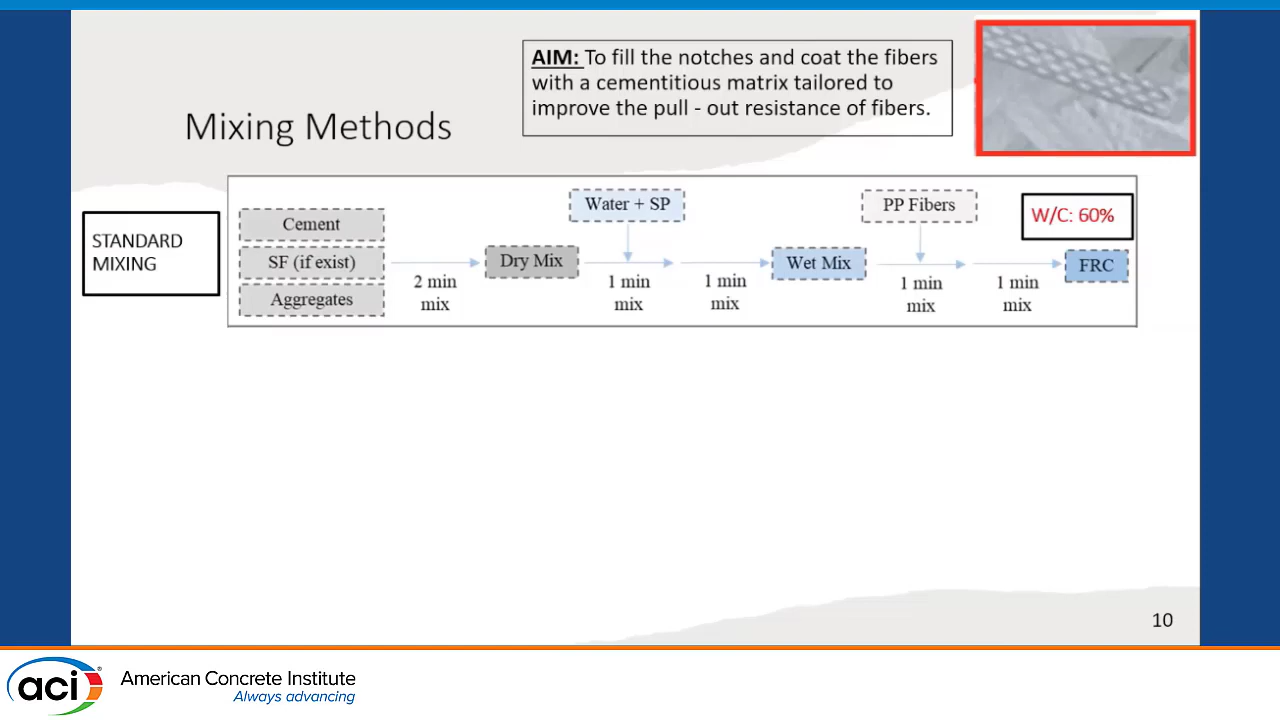 AIM: To fill the notches and coat the fibers
with a cementitious matrix tailored to
improve the pull - out resistance of fibers.
Mixing Methods
STANDARD
MIXING
Cement
SF (if exist)
Aggregates
2 min
mix
Dry Mix
Water + SP
1 min
mix
1 min
mix
Wet Mix
PP Fibers
1 min
mix
1 min
mix
W/C: 60%
FRC
10
aci®
American Concrete Institute
Always advancing